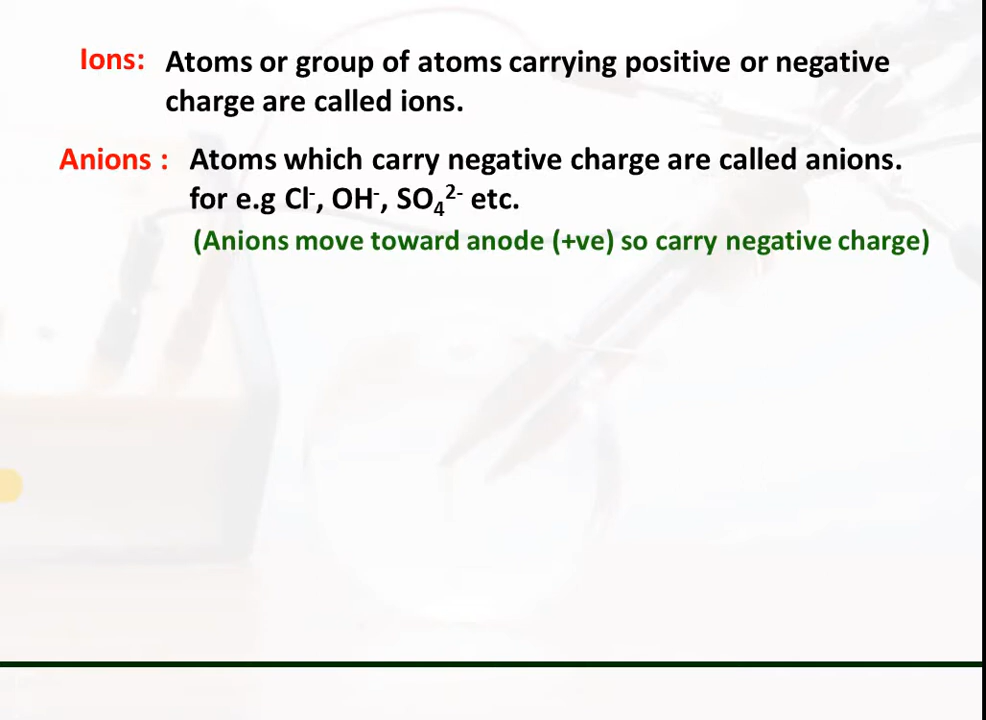 Ions: Atoms or group of atoms carrying positive or negative
charge are called ions.
Anions : Atoms which carry negative charge are called anions.
for e.g Cl⁻, OH⁻, SO₄²⁻ etc.
(Anions move toward anode (+ve) so carry negative charge)